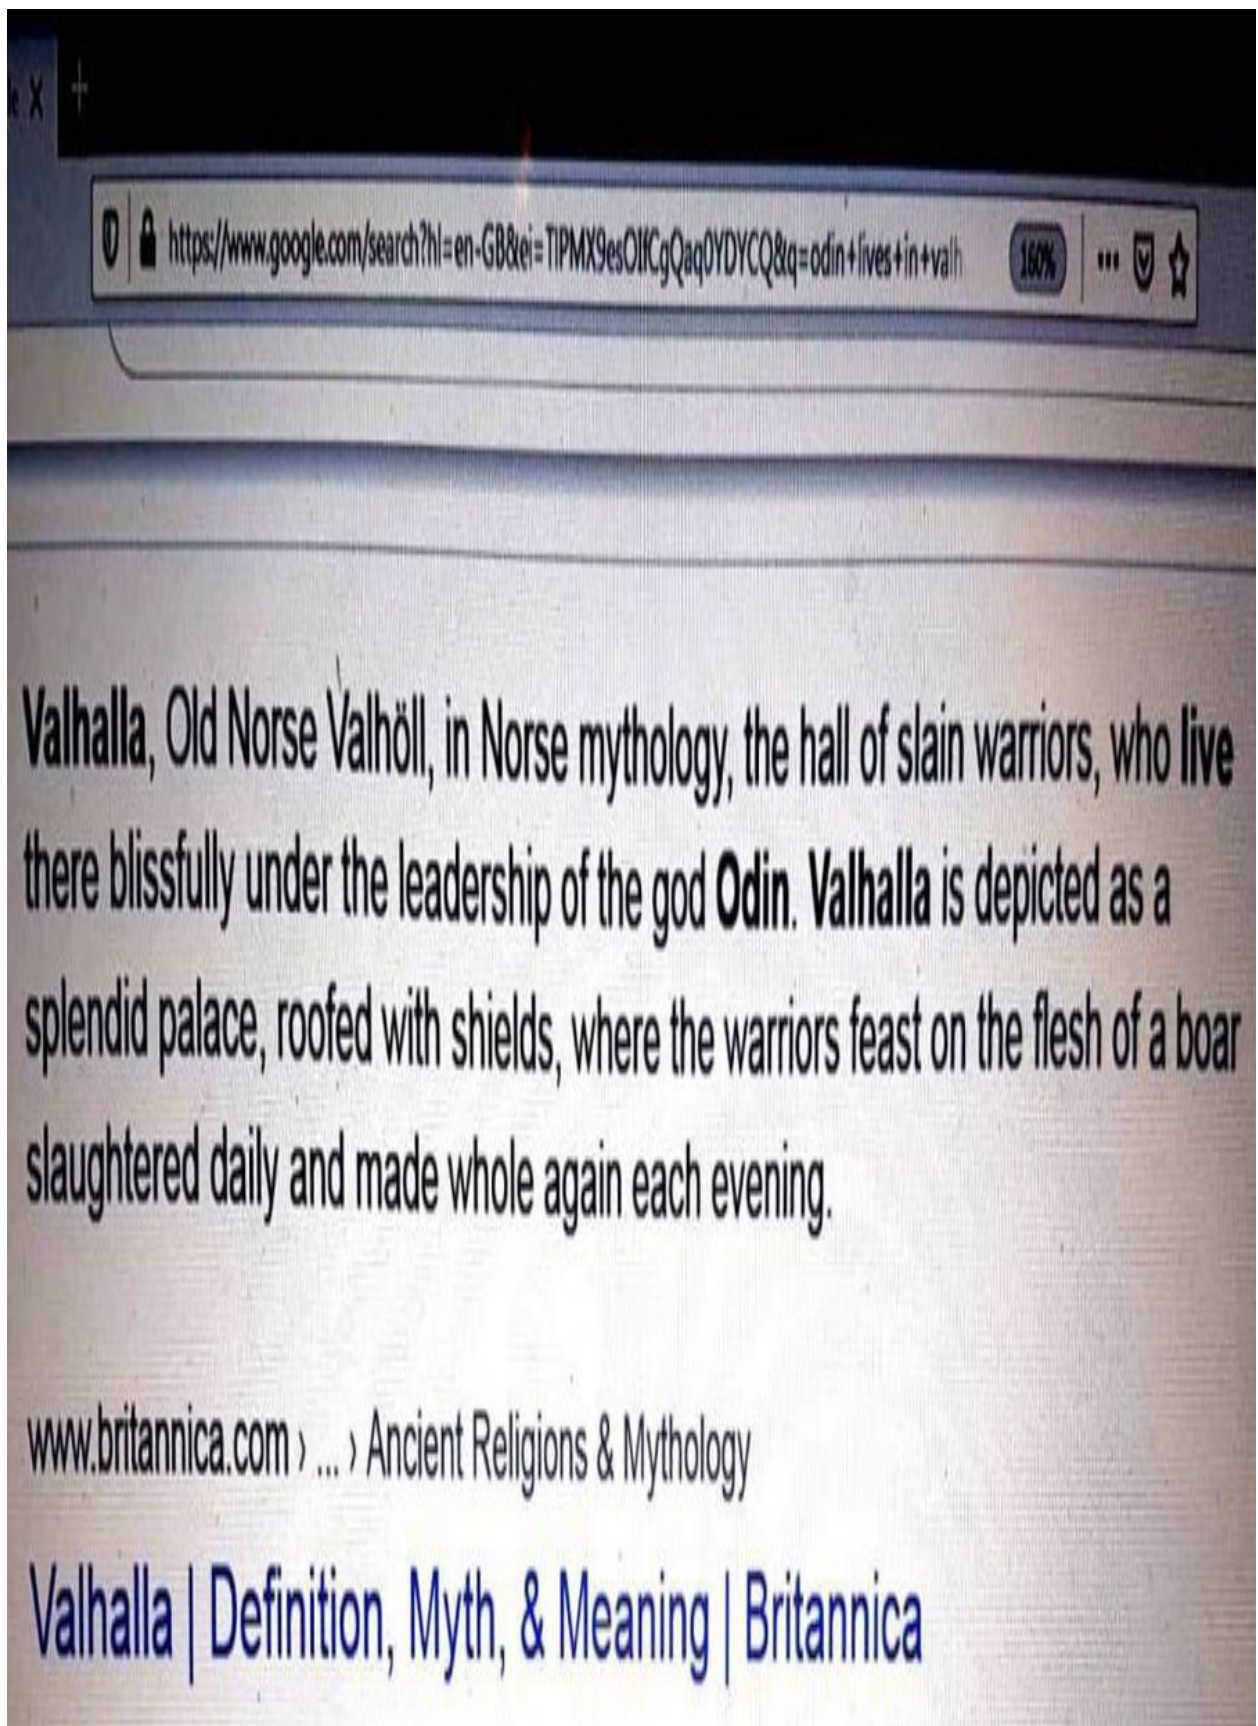 https://www.google.com/search?hl=en-GB&ei=
q=odin+lives+in+valh
160%
Valhalla, Old Norse Valhöll, in Norse mythology, the hall of slain warriors, who live
there blissfully under the leadership of the god Odin. Valhalla is depicted as a
splendid palace, roofed with shields, where the warriors feast on the flesh of a boar
slaughtered daily and made whole again each evening.
www.britannica.com › ... › Ancient Religions & Mythology
Valhalla | Definition, Myth, & Meaning | Britannica